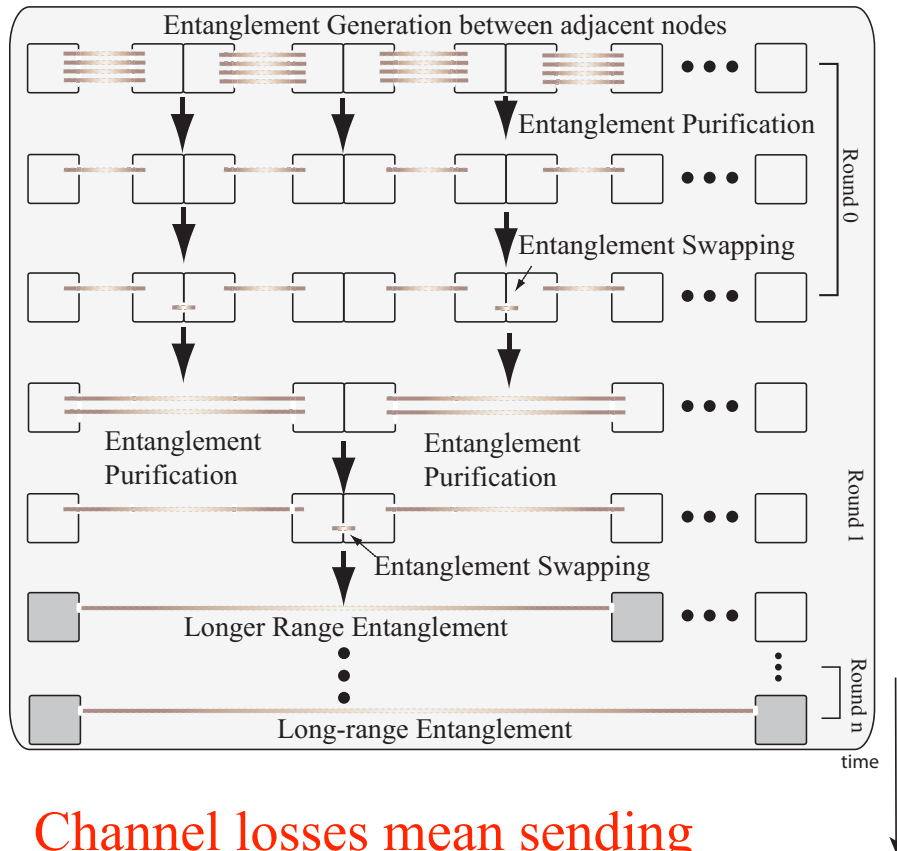 Entanglement Generation between adjacent nodes
Entanglement Purification
Round 0
Entanglement Swapping
Entanglement
Purification
Entanglement
Purification
Round 1
Entanglement Swapping
Longer Range Entanglement
Round n
Long-range Entanglement
time
Channel losses mean sending